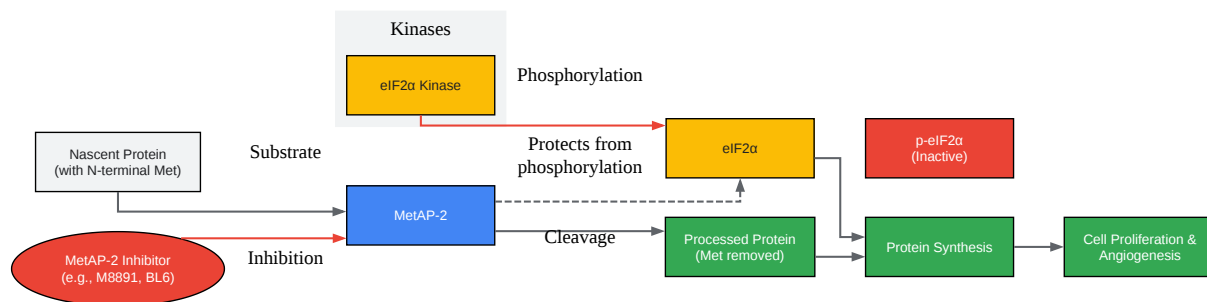 Kinases
eIF2α Kinase
Phosphorylation
Nascent Protein
(with N-terminal Met)
Substrate
Protects from
phosphorylation
eIF2α
p-eIF2α
(Inactive)
MetAP-2
MetAP-2 Inhibitor
(e.g., M8891, BL6)
Inhibition
Cleavage
Processed Protein
(Met removed)
Protein Synthesis
Cell Proliferation &
Angiogenesis